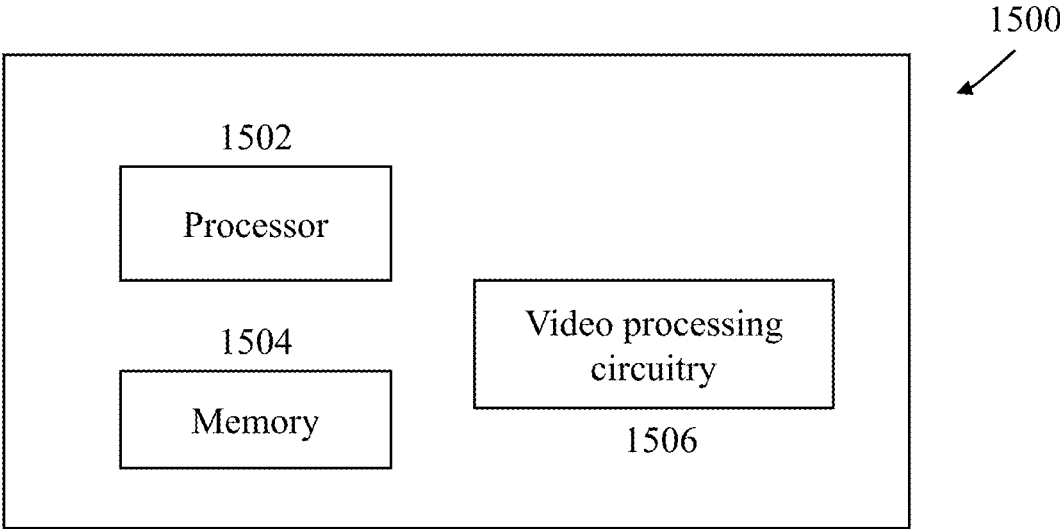 1500
1502
Processor
1504
Memory
Video processing
circuitry
1506